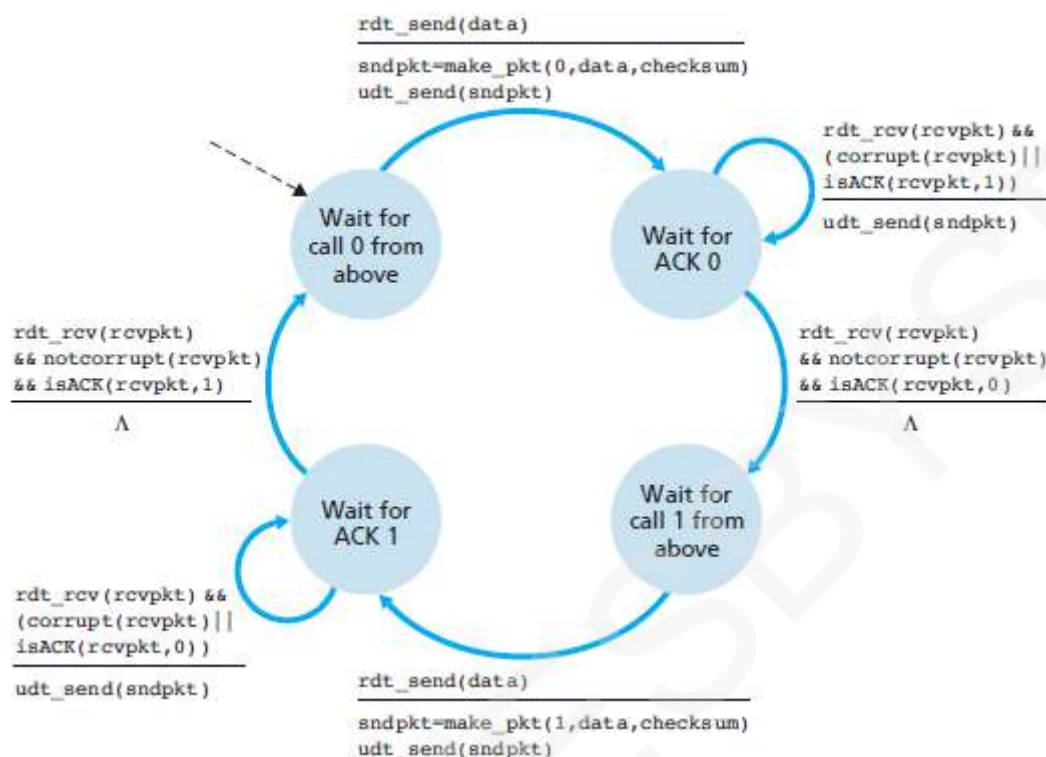 rdt_send(data)
sndpkt=make_pkt(0,data,checksum)
udt_send(sndpkt)
rdt_rcv(rcvpkt) &&
(corrupt(rcvpkt)||
isACK(rcvpkt,1))
udt_send(sndpkt)
Wait for
call 0 from
above
Wait for
ACK 0
rdt_rcv(rcvpkt)
&& notcorrupt(rcvpkt)
&& isACK(rcvpkt,1)
Λ
rdt_rcv(rcvpkt)
&& notcorrupt(rcvpkt)
&& isACK(rcvpkt,0)
Λ
Wait for
ACK 1
Wait for
call 1 from
above
rdt_rcv(rcvpkt) &&
(corrupt(rcvpkt)||
isACK(rcvpkt,0))
udt_send(sndpkt)
rdt_send(data)
sndpkt=make_pkt(1,data,checksum)
udt_send(sndpkt)